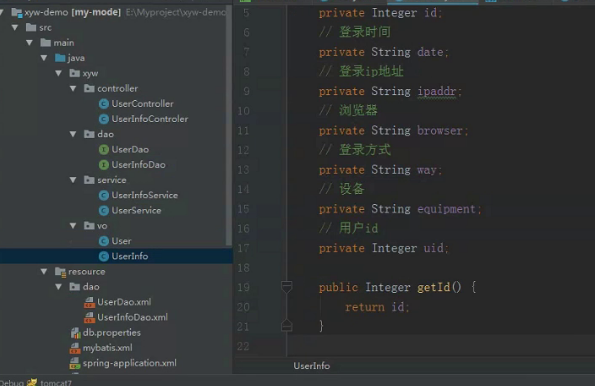 xyw-demo [my-mode] E:\Myproject\xyw-demo
src
main
java
xyw
controller
UserController
UserInfoControler
dao
UserDao
UserInfoDao
service
UserInfoService
UserService
vo
User
UserInfo
resource
dao
UserDao.xml
UserInfoDao.xml
db.properties
mybatis.xml
spring-application.xml
Debug tomcat7
5 private Integer id;
6 // 登录时间
7 private String date;
8 // 登录ip地址
9 private String ipaddr;
10 // 浏览器
11 private String browser;
12 // 登录方式
13 private String way;
14 // 设备
15 private String equipment;
16 // 用户id
17 private Integer uid;
18
19 public Integer getId() {
20 return id;
21 }
22
UserInfo